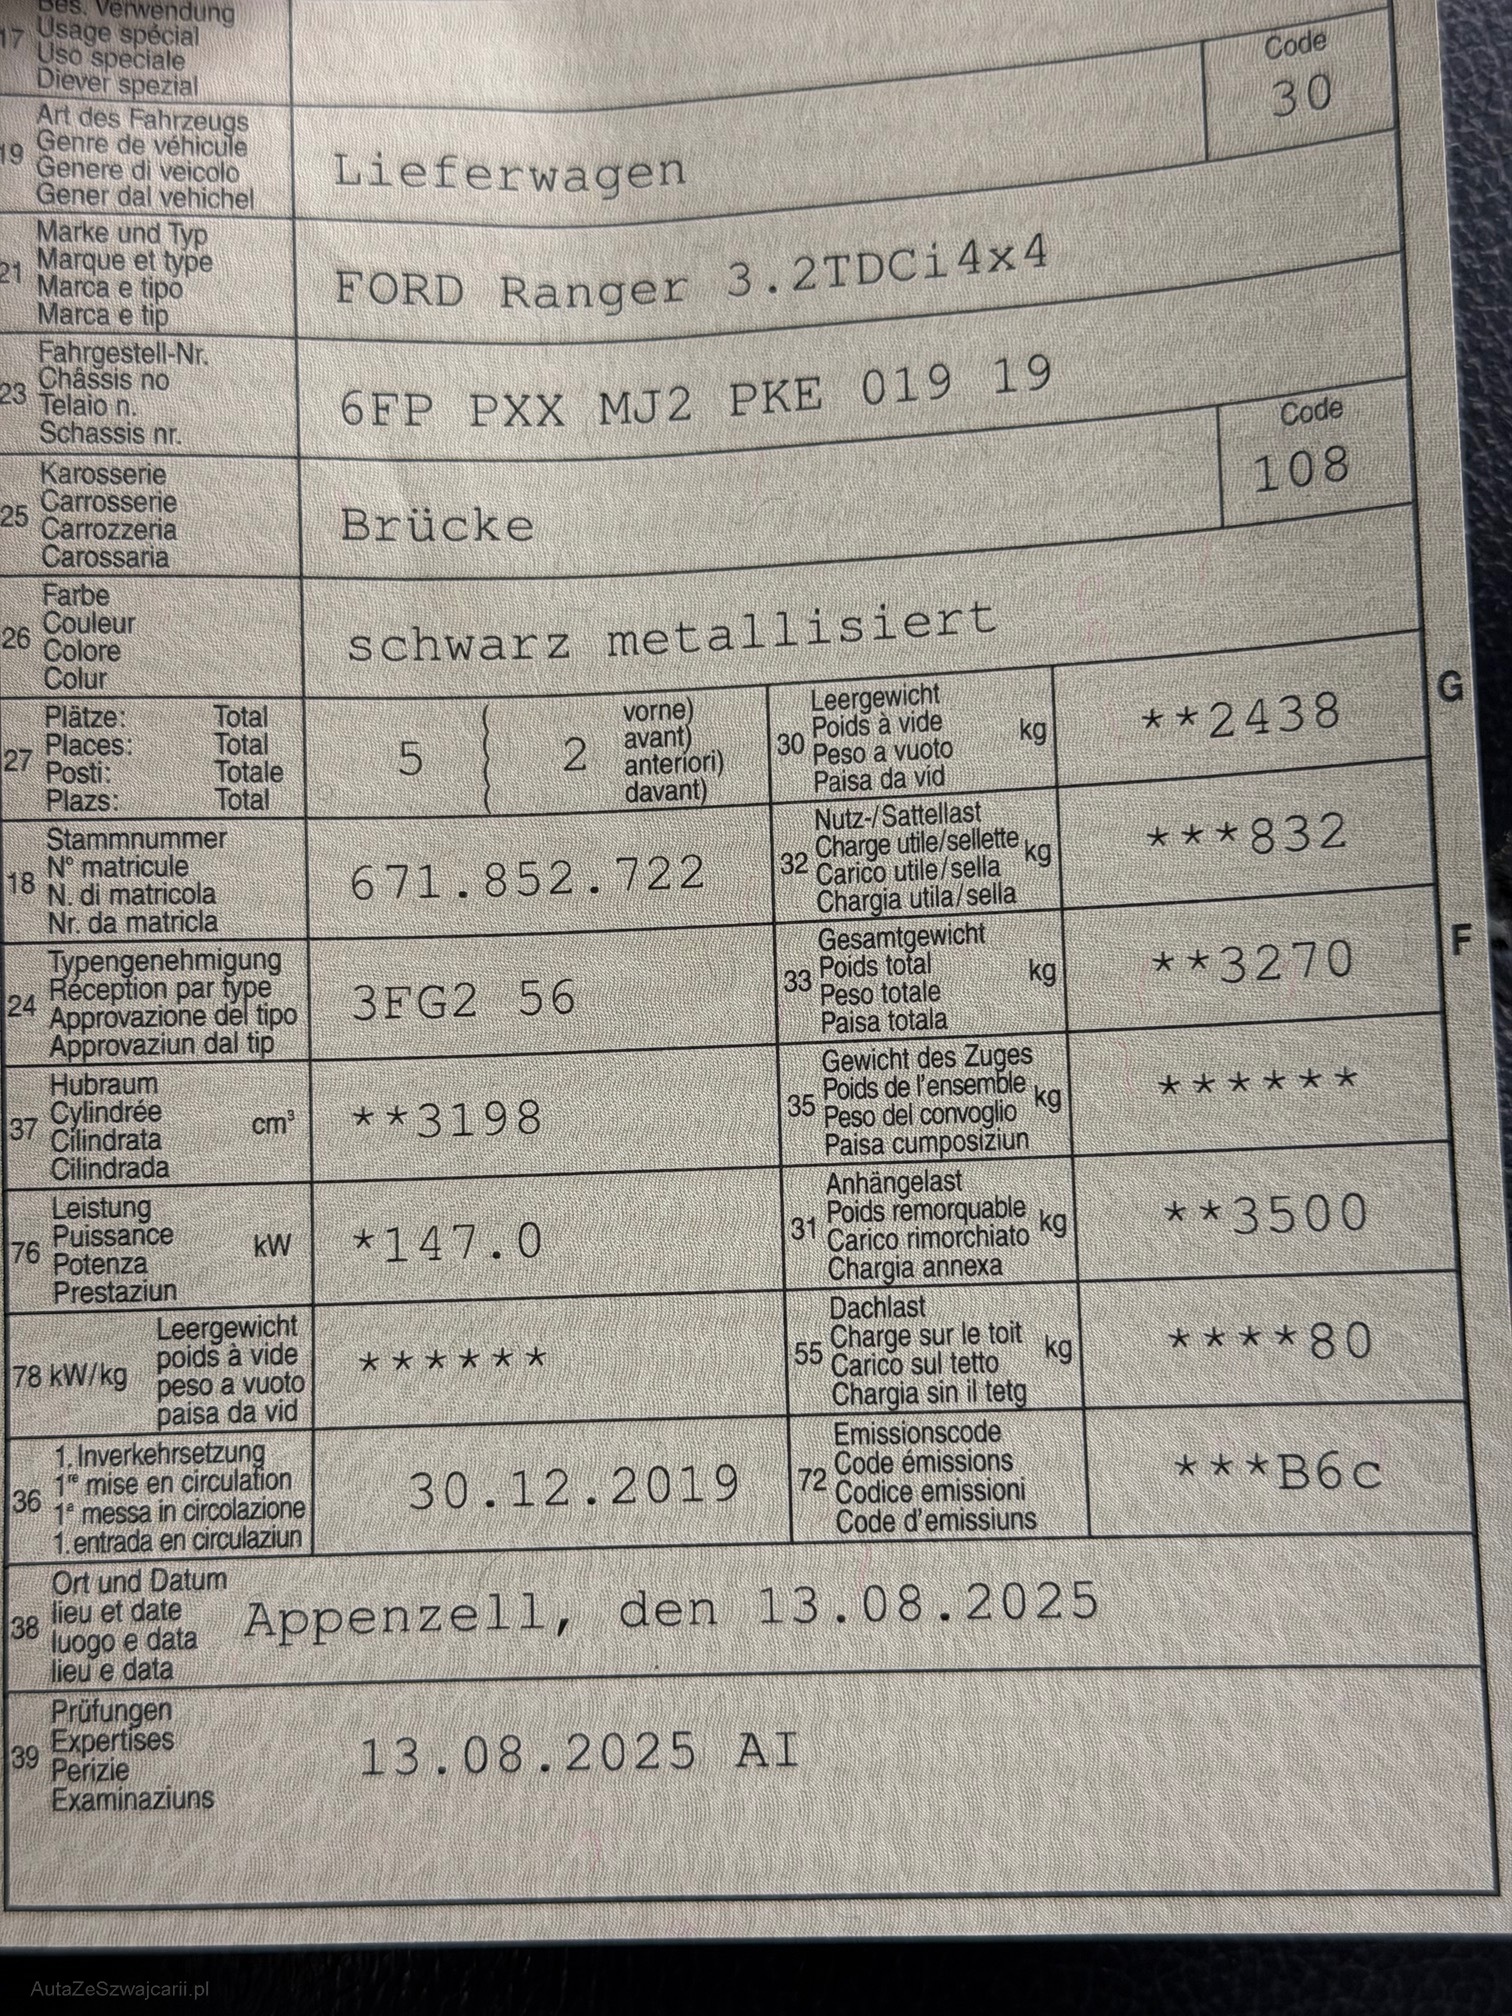 17 Bes. Verwendung
Usage spécial
Uso speciale
Diever spezial
19 Art des Fahrzeugs
Genre de véhicule
Genere di veicolo
Gener dal vehichel
Lieferwagen
Code
30
21 Marke und Typ
Marque et type
Marca e tipo
Marca e tip
FORD Ranger 3.2TDCi4x4
23 Fahrgestell-Nr.
Châssis no
Telaio n.
Schassis nr.
6FP PXX MJ2 PKE 019 19
25 Karosserie
Carrosserie
Carrozzeria
Carossaria
Brücke
Code
108
26 Farbe
Couleur
Colore
Colur
schwarz metallisiert
27 Plätze: Total
Places: Total
Posti: Totale
Plazs: Total
5 2
vorne)
avant)
anteriori)
davant)
30 Leergewicht
Poids à vide
Peso a vuoto
Paisa da vid
kg
**2438
G
18 Stammnummer
N° matricule
N. di matricola
Nr. da matricla
671.852.722
32 Nutz-/Sattellast
Charge utile/sellette
Carico utile/sella
Chargia utila/sella
kg
***832
24 Typengenehmigung
Réception par type
Approvazione del tipo
Approvaziun dal tip
3FG2 56
33 Gesamtgewicht
Poids total
Peso totale
Paisa totala
kg
**3270
F
37 Hubraum
Cylindrée
Cilindrata
Cilindrada
cm³
**3198
35 Gewicht des Zuges
Poids de l'ensemble
Peso del convoglio
Paisa cumposiziun
kg
******
76 Leistung
Puissance
Potenza
Prestaziun
kW
*147.0
31 Anhängelast
Poids remorquable
Carico rimorchiato
Chargia annexa
kg
**3500
78 kW/kg
Leergewicht
poids à vide
peso a vuoto
paisa da vid
******
55 Dachlast
Charge sur le toit
Carico sul tetto
Chargia sin il tetg
kg
****80
36 1. Inverkehrsetzung
1re mise en circulation
1a messa in circolazione
1. entrada en circulaziun
30.12.2019
72 Emissionscode
Code émissions
Codice emissioni
Code d'emissiuns
***B6c
38 Ort und Datum
lieu et date
luogo e data
lieu e data
Appenzell, den 13.08.2025
39 Prüfungen
Expertises
Perizie
Examinaziuns
13.08.2025 AI
AutaZeSzwajcarii.pl